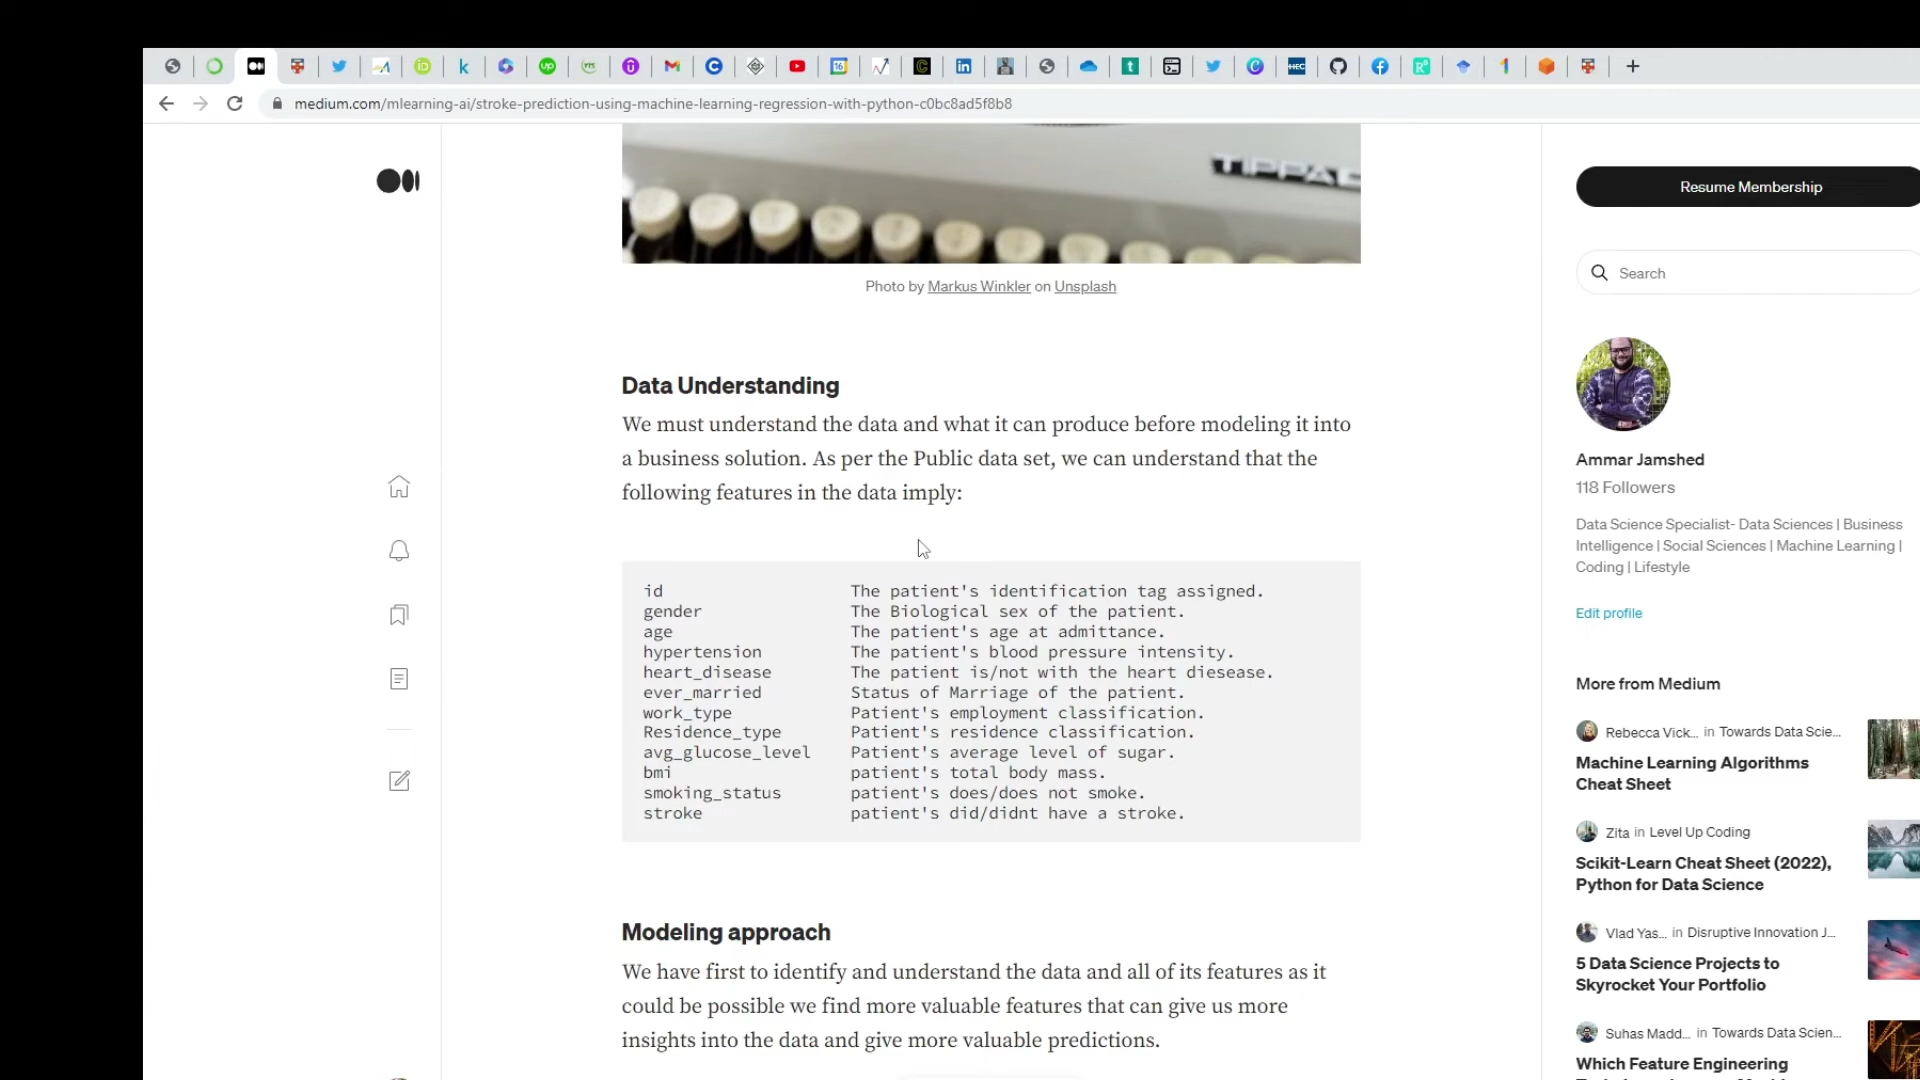 medium.com/mlearning-ai/stroke-prediction-using-machine-learning-regression-with-python-c0bc8ad5f8b8
Photo by Markus Winkler on Unsplash
Data Understanding
We must understand the data and what it can produce before modeling it into
a business solution. As per the Public data set, we can understand that the
following features in the data imply:
id The patient's identification tag assigned.
gender The Biological sex of the patient.
age The patient's age at admittance.
hypertension The patient's blood pressure intensity.
heart_disease The patient is/not with the heart diesease.
ever_married Status of Marriage of the patient.
work_type Patient's employment classification.
Residence_type Patient's residence classification.
avg_glucose_level Patient's average level of sugar.
bmi patient's total body mass.
smoking_status patient's does/does not smoke.
stroke patient's did/didnt have a stroke.
Modeling approach
We have first to identify and understand the data and all of its features as it
could be possible we find more valuable features that can give us more
insights into the data and give more valuable predictions.
Resume Membership
Search
Ammar Jamshed
118 Followers
Data Science Specialist- Data Sciences | Business
Intelligence | Social Sciences | Machine Learning |
Coding | Lifestyle
Edit profile
More from Medium
Rebecca Vick... in Towards Data Scie...
Machine Learning Algorithms
Cheat Sheet
Zita in Level Up Coding
Scikit-Learn Cheat Sheet (2022),
Python for Data Science
Vlad Yas... in Disruptive Innovation J...
5 Data Science Projects to
Skyrocket Your Portfolio
Suhas Madd... in Towards Data Scien...
Which Feature Engineering